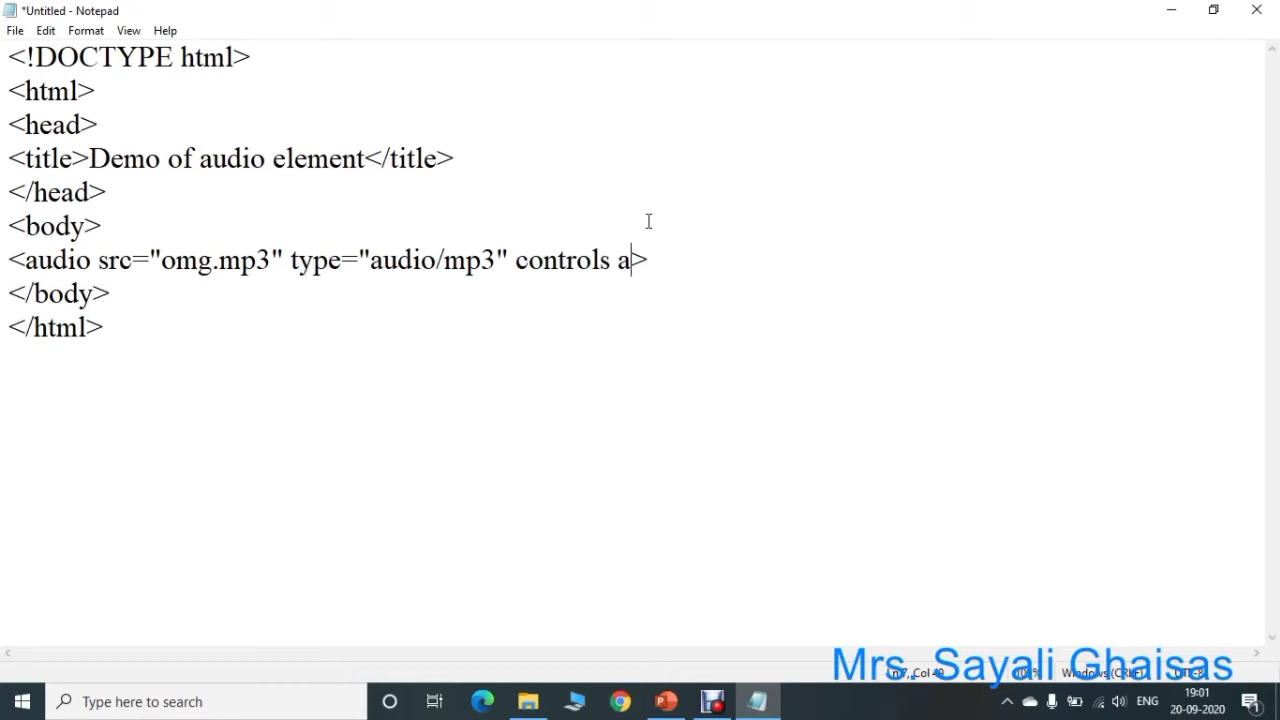 *Untitled - Notepad
File Edit Format View Help
<!DOCTYPE html>
<html>
<head>
<title>Demo of audio element</title>
</head>
<body>
<audio src="omg.mp3" type="audio/mp3" controls a>
</body>
</html>
Mrs. Sayali Ghaisas
Type here to search
ENG
19:01
20-09-2020
1